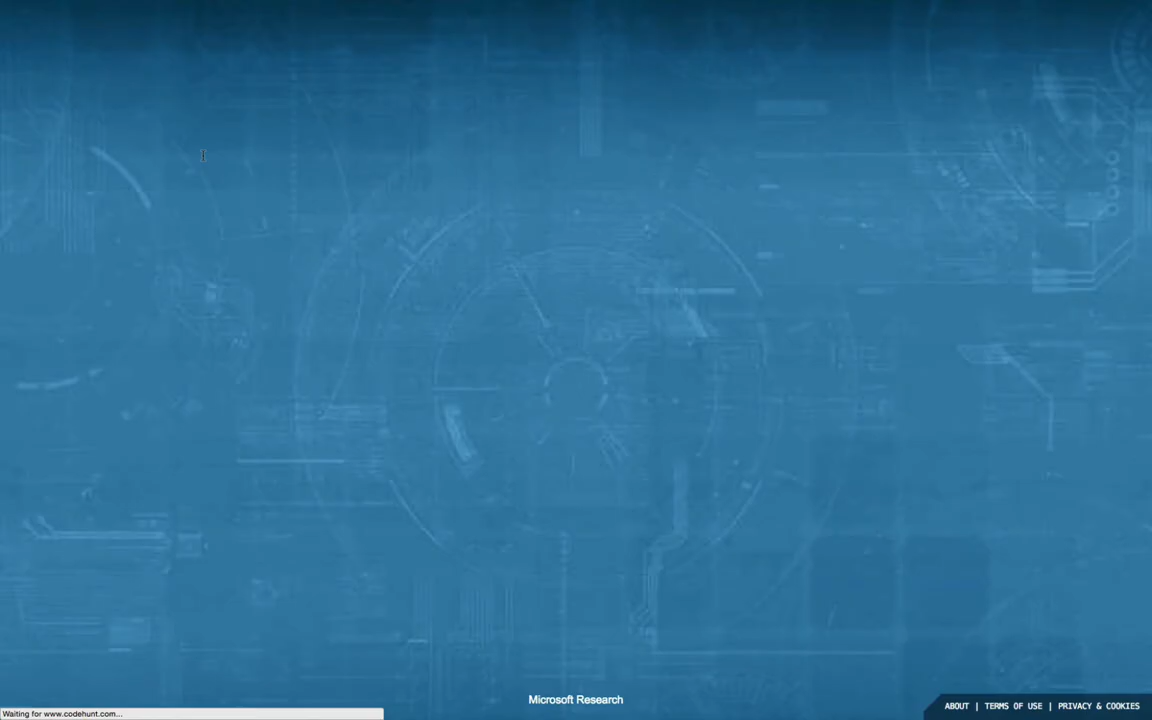 Microsoft Research
ABOUT | TERMS OF USE | PRIVACY & COOKIES
Waiting for www.codehunt.com...